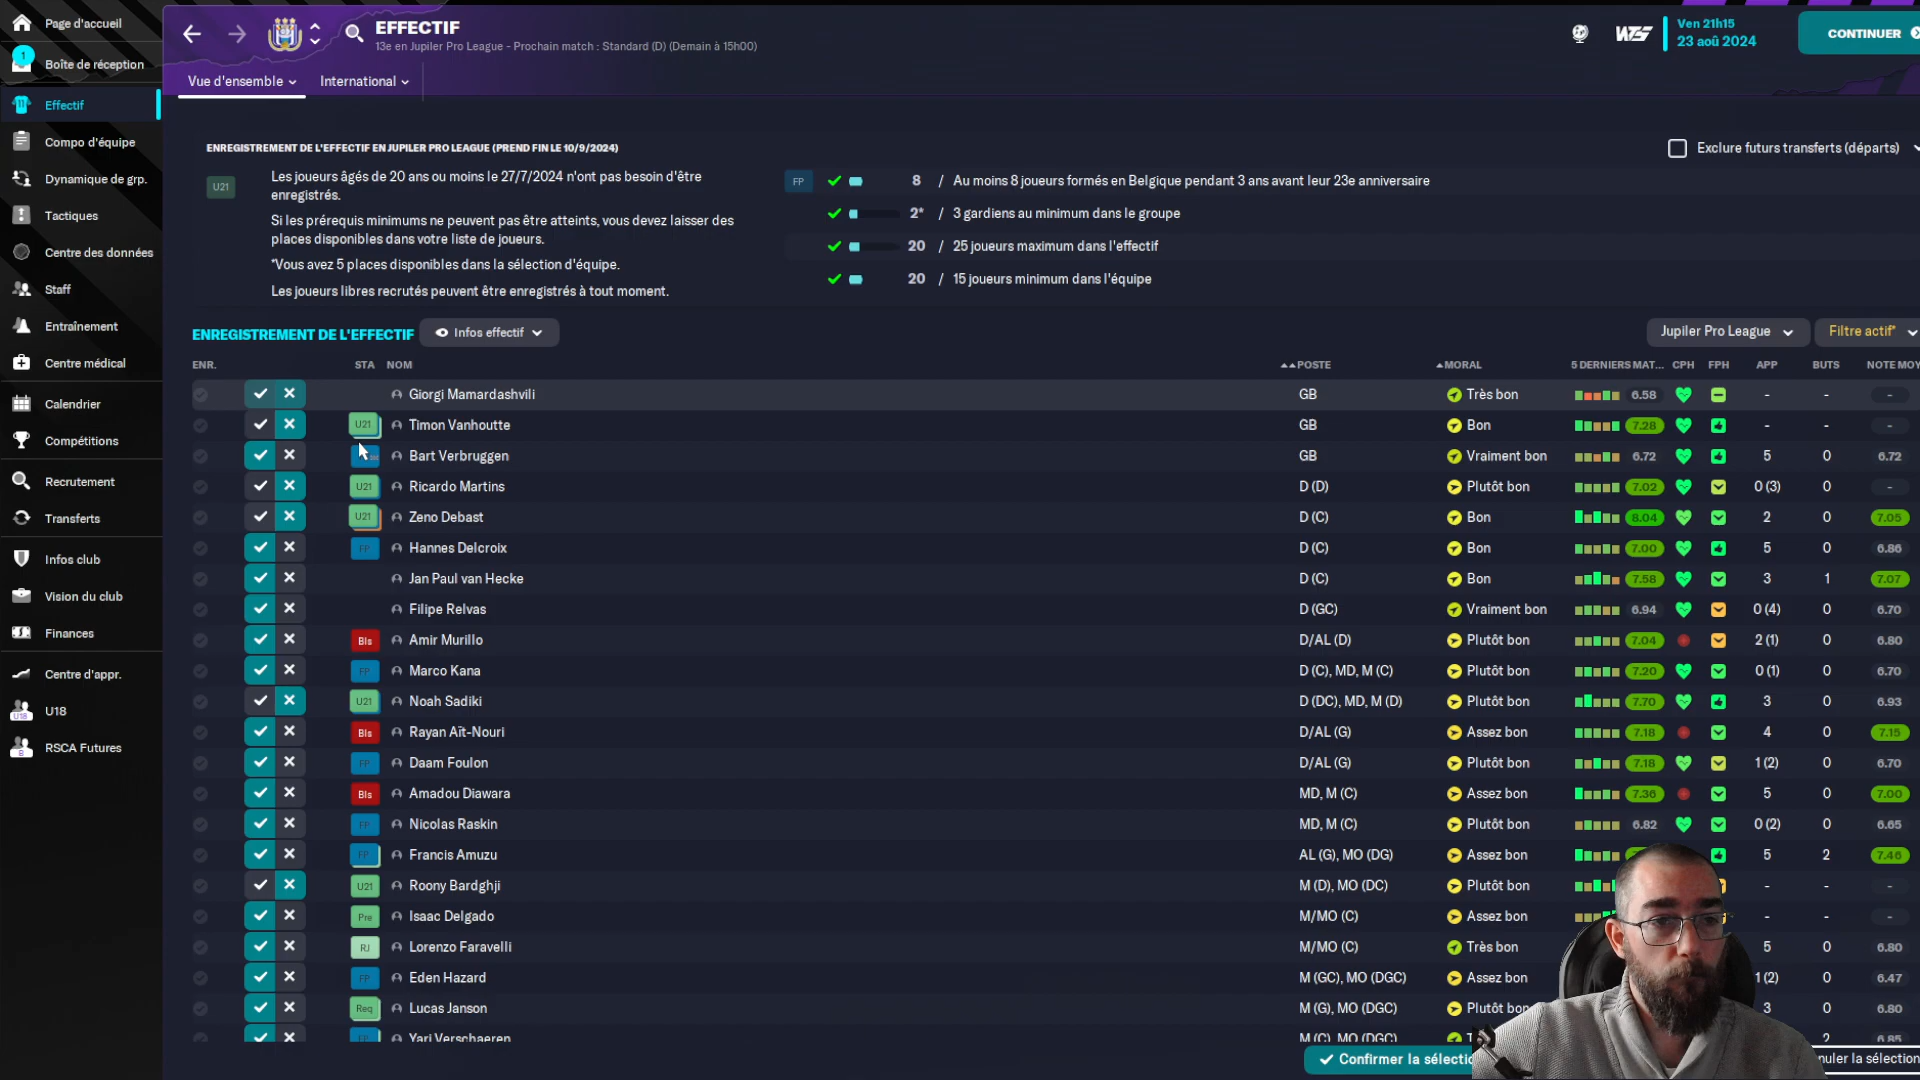 Page d'accueil
1
Boîte de réception
Effectif
Compo d'équipe
Dynamique de grp.
Tactiques
Centre des données
Staff
Entraînement
Centre médical
Calendrier
Compétitions
Recrutement
Transferts
Infos club
Vision du club
Finances
Centre d'appr.
U18
RSCA Futures
EFFECTIF
13e en Jupiler Pro League - Prochain match : Standard (D) (Demain à 15h00)
Ven 21h15
23 aoû 2024
CONTINUER
Vue d'ensemble
International
ENREGISTREMENT DE L'EFFECTIF EN JUPILER PRO LEAGUE (PREND FIN LE 10/9/2024)
Exclure futurs transferts (départs)
U21
Les joueurs âgés de 20 ans ou moins le 27/7/2024 n'ont pas besoin d'être
enregistrés.
Si les prérequis minimums ne peuvent pas être atteints, vous devez laisser des
places disponibles dans votre liste de joueurs.
*Vous avez 5 places disponibles dans la sélection d'équipe.
Les joueurs libres recrutés peuvent être enregistrés à tout moment.
FP 8 / Au moins 8 joueurs formés en Belgique pendant 3 ans avant leur 23e anniversaire
2* / 3 gardiens au minimum dans le groupe
20 / 25 joueurs maximum dans l'effectif
20 / 15 joueurs minimum dans l'équipe
ENREGISTREMENT DE L'EFFECTIF
Infos effectif
Jupiler Pro League
Filtre actif*
ENR. STA NOM POSTE MORAL 5 DERNIERS MAT... CPH FPH APP BUTS NOTE MOY
Giorgi Mamardashvili GB Très bon 6.58 - - -
U21 Timon Vanhoutte GB Bon 7.28 - - -
Bart Verbruggen GB Vraiment bon 6.72 5 0 6.72
U21 Ricardo Martins D (D) Plutôt bon 7.02 0 (3) 0 -
U21 Zeno Debast D (C) Bon 8.04 2 0 7.05
FP Hannes Delcroix D (C) Bon 7.00 5 0 6.86
Jan Paul van Hecke D (C) Bon 7.58 3 1 7.07
Filipe Relvas D (GC) Vraiment bon 6.94 0 (4) 0 6.70
Bls Amir Murillo D/AL (D) Plutôt bon 7.04 2 (1) 0 6.80
FP Marco Kana D (C), MD, M (C) Plutôt bon 7.20 0 (1) 0 6.70
U21 Noah Sadiki D (DC), MD, M (D) Plutôt bon 7.70 3 0 6.93
Bls Rayan Aït-Nouri D/AL (G) Assez bon 7.18 4 0 7.15
FP Daam Foulon D/AL (G) Plutôt bon 7.18 1 (2) 0 6.70
Bls Amadou Diawara MD, M (C) Assez bon 7.36 5 0 7.00
FP Nicolas Raskin MD, M (C) Plutôt bon 6.82 0 (2) 0 6.65
FP Francis Amuzu AL (G), MO (DG) Assez bon 5 2 7.46
U21 Roony Bardghji M (D), MO (DC) Plutôt bon - - -
Pre Isaac Delgado M/MO (C) Assez bon - - -
RJ Lorenzo Faravelli M/MO (C) Très bon 5 0 6.80
FP Eden Hazard M (GC), MO (DGC) Assez bon 1 (2) 0 6.47
Req Lucas Janson M (G), MO (DGC) Plutôt bon 3 0 6.80
Yari Verschaeren M (C), MO (DGC) 2 6.85
Confirmer la sélection
nuler la sélection